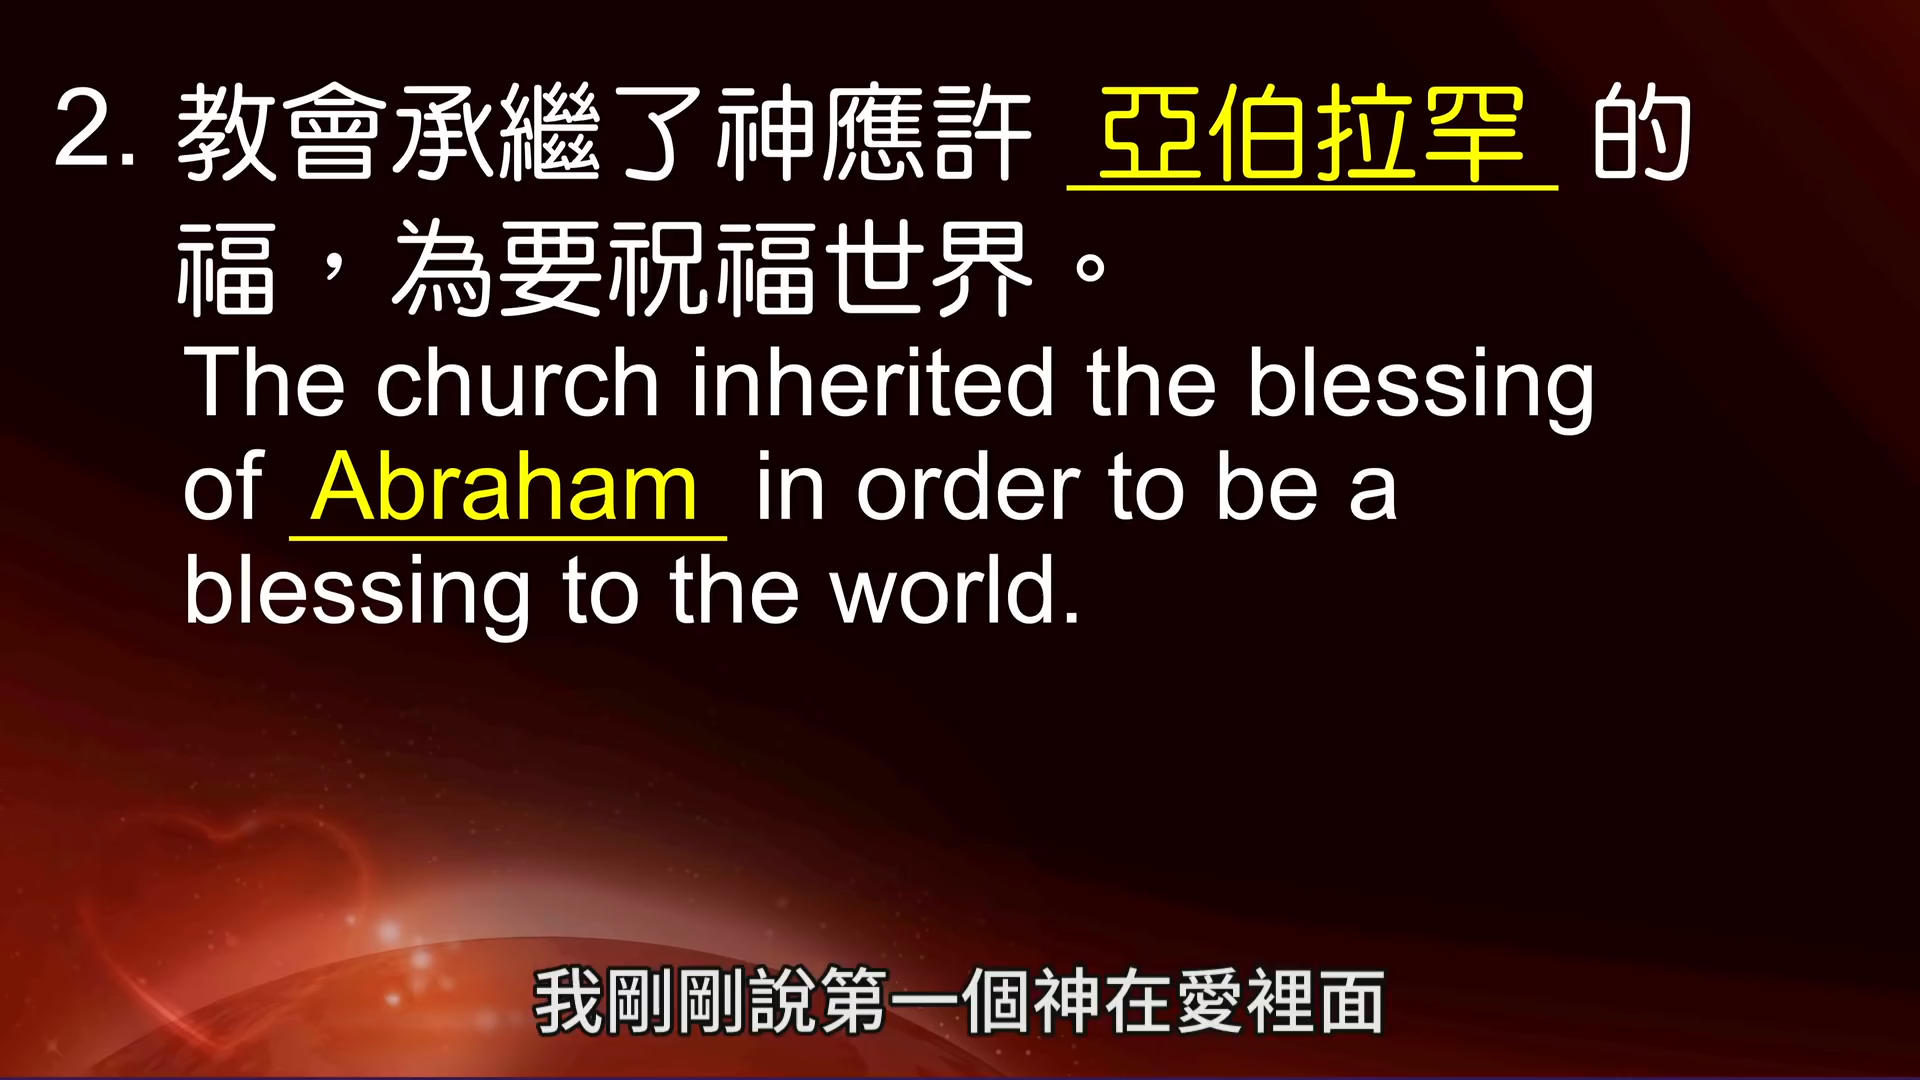 2. 教會承繼了神應許 亞伯拉罕 的
福，為要祝福世界。
The church inherited the blessing
of Abraham in order to be a
blessing to the world.
我剛剛說第一個神在愛裡面